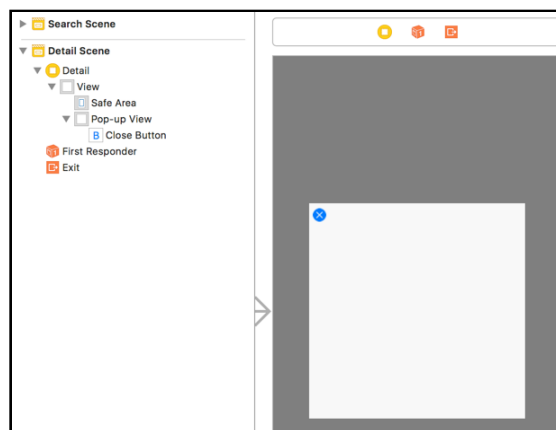 Search Scene
Detail Scene
Detail
View
Safe Area
Pop-up View
B Close Button
First Responder
Exit